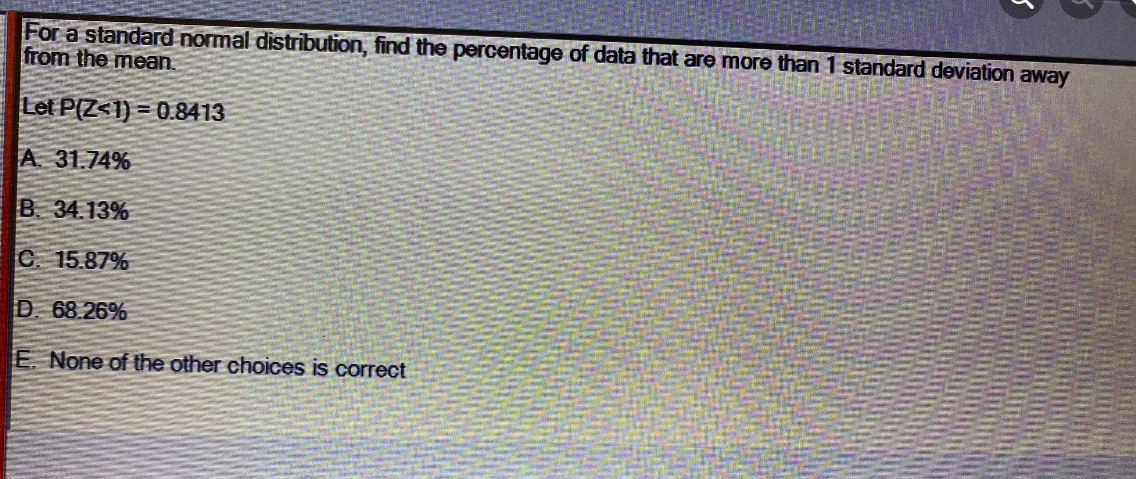 For a standard normal distribution, find the percentage of data that are more than 1 standard deviation away
from the mean.
Let P(Z<1) = 0.8413
A. 31.74%
B. 34.13%
C. 15.87%
D. 68.26%
E. None of the other choices is correct